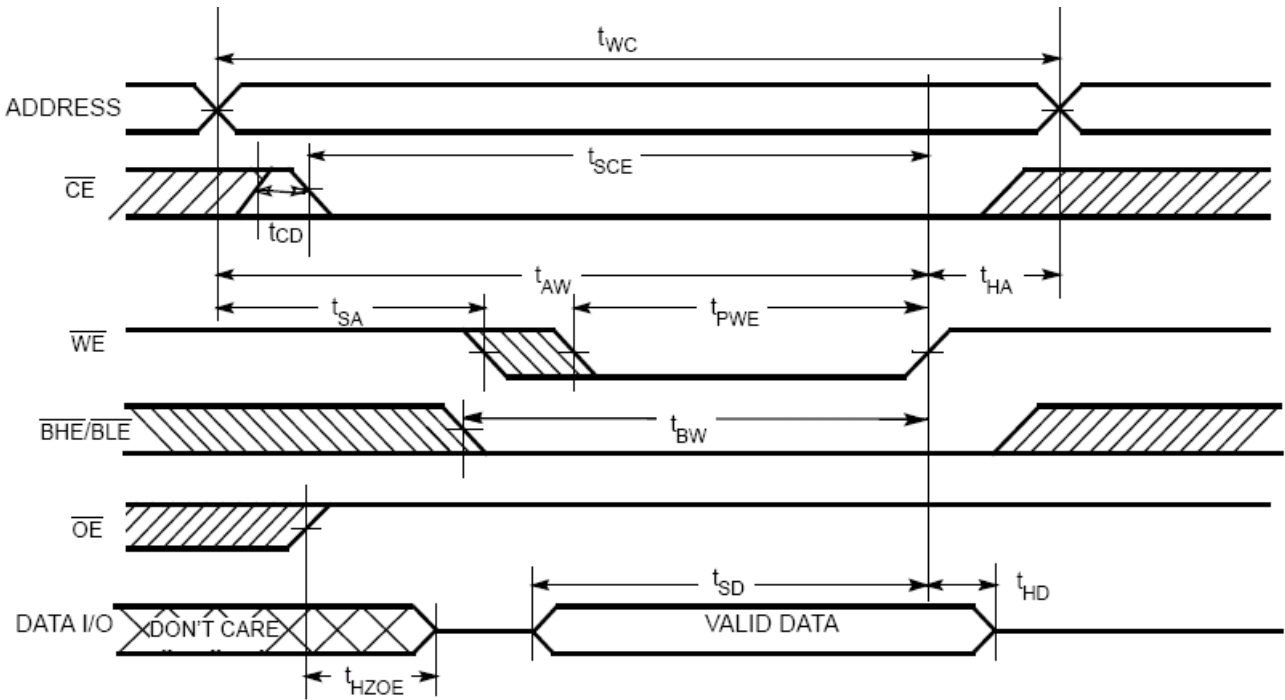 tWC
ADDRESS
tSCE
CE
tCD
tAW
tHA
tSA
tPWE
WE
BHE/BLE
tBW
OE
tSD
tHD
DATA I/O
DON'T CARE
VALID DATA
tHZOE